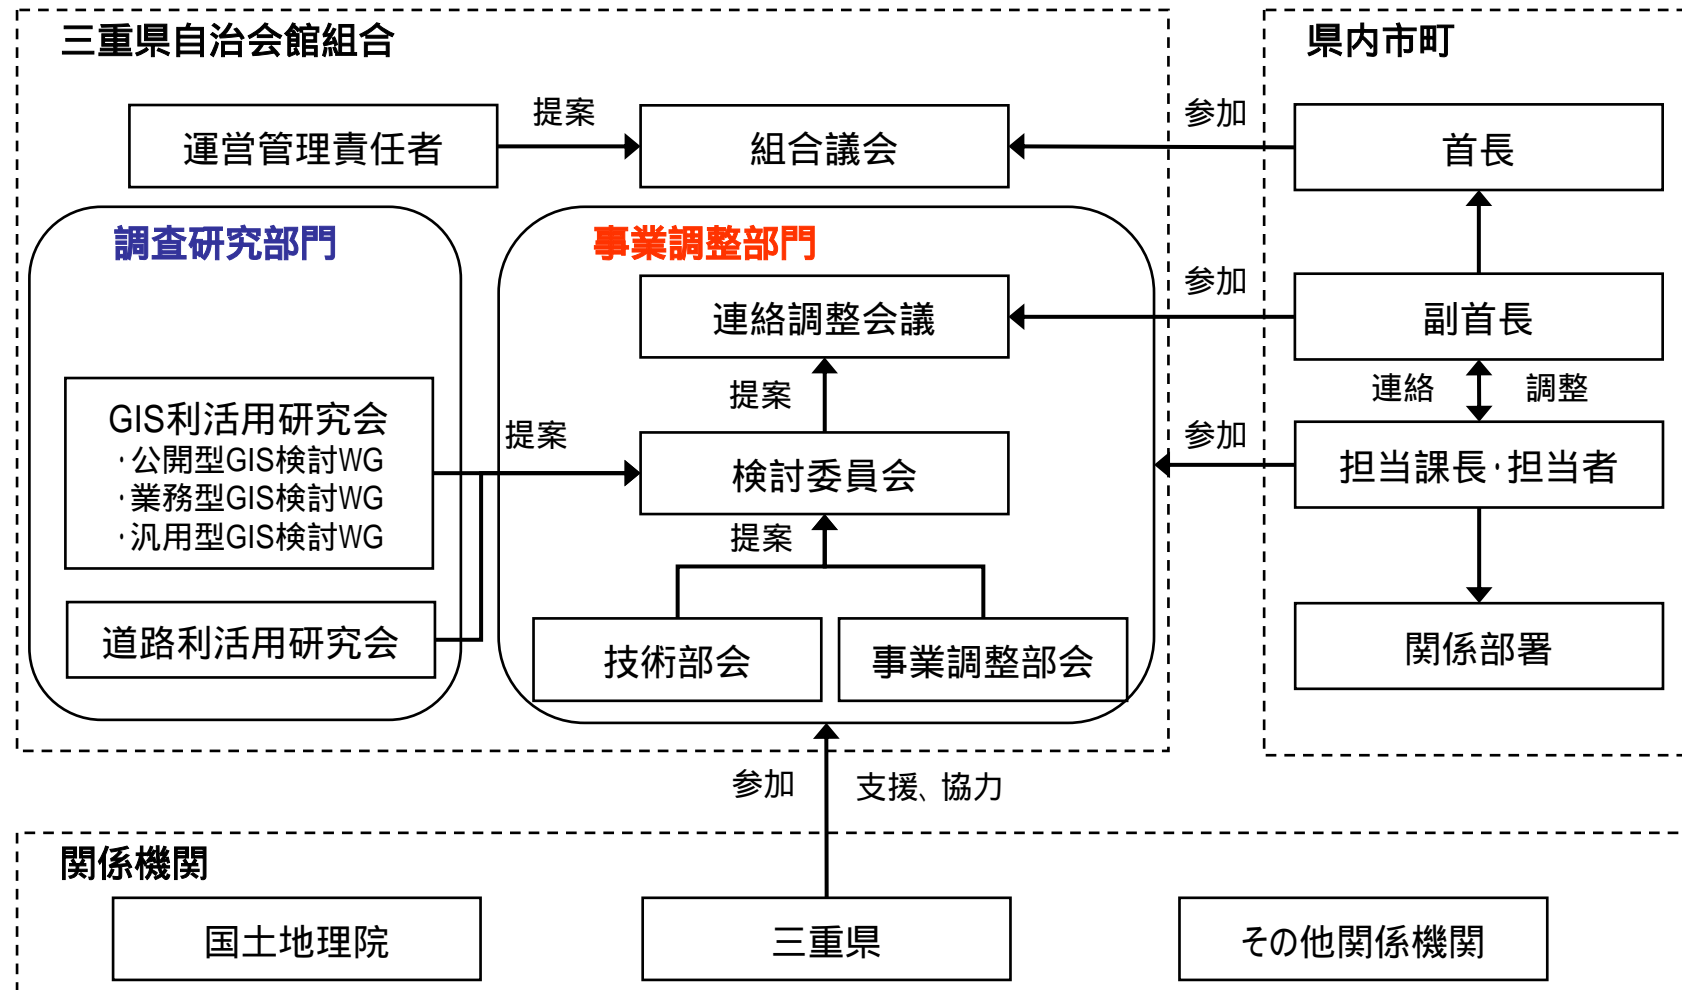 三重県自治会館組合
県内市町
運営管理責任者
提案
組合議会
参加
首長
調査研究部門
事業調整部門
連絡調整会議
参加
副首長
連絡
調整
GIS利活用研究会
・公開型GIS検討WG
・業務型GIS検討WG
・汎用型GIS検討WG
提案
提案
検討委員会
参加
担当課長・担当者
提案
道路利活用研究会
技術部会
事業調整部会
関係部署
参加
支援、協力
関係機関
国土地理院
三重県
その他関係機関